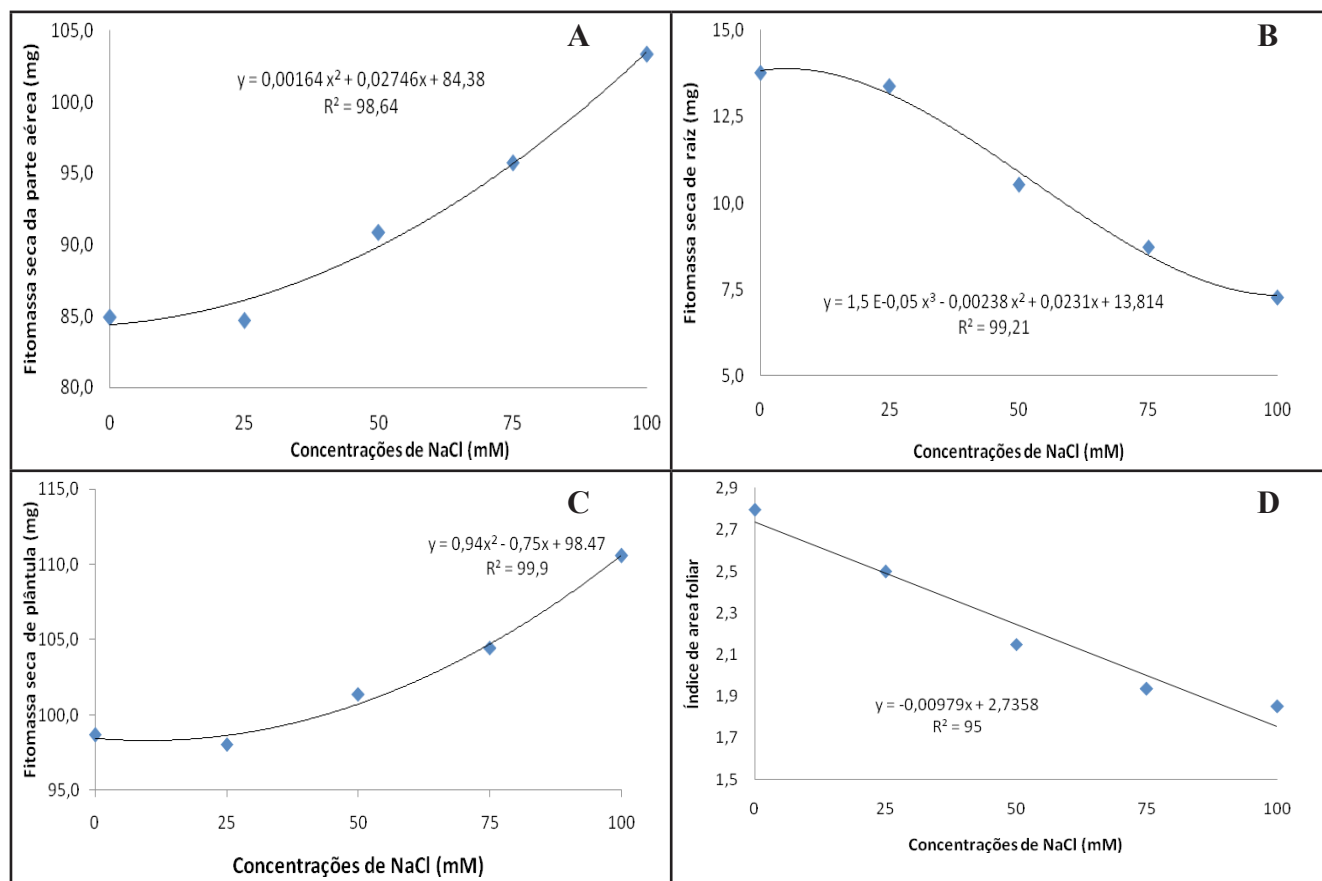 A
Fitomassa seca da parte aérea (mg)
105,0
100,0
95,0
90,0
85,0
80,0
y = 0,00164 x² + 0,02746x + 84,38
R² = 98,64
0 25 50 75 100
Concentrações de NaCl (mM)
B
Fitomassa seca de raíz (mg)
15,0
12,5
10,0
7,5
5,0
y = 1,5 E-0,05 x³ - 0,00238 x² + 0,0231x + 13,814
R² = 99,21
0 25 50 75 100
Concentrações de NaCl (mM)
C
Fitomassa seca de plântula (mg)
115,0
110,0
105,0
100,0
95,0
y = 0,94x² - 0,75x + 98.47
R² = 99,9
0 25 50 75 100
Concentrações de NaCl (mM)
D
Índice de area foliar
2,9
2,7
2,5
2,3
2,1
1,9
1,7
1,5
y = -0,00979x + 2,7358
R² = 95
0 25 50 75 100
Concentrações de NaCl (mM)